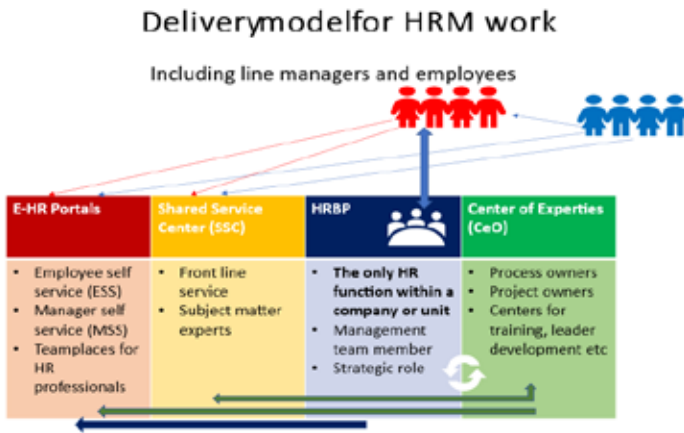 Deliverymodelfor HRM work
Including line managers and employees
E-HR Portals
Shared Service
Center (SSC)
HRBP
Center of Experties
(CeO)
• Employee self
service (ESS)
• Manager self
service (MSS)
• Teamplaces for
HR
professionals
• Front line
service
• Subject matter
experts
• The only HR
function within a
company or unit
• Management
team member
• Strategic role
• Process owners
• Project owners
• Centers for
training, leader
development etc